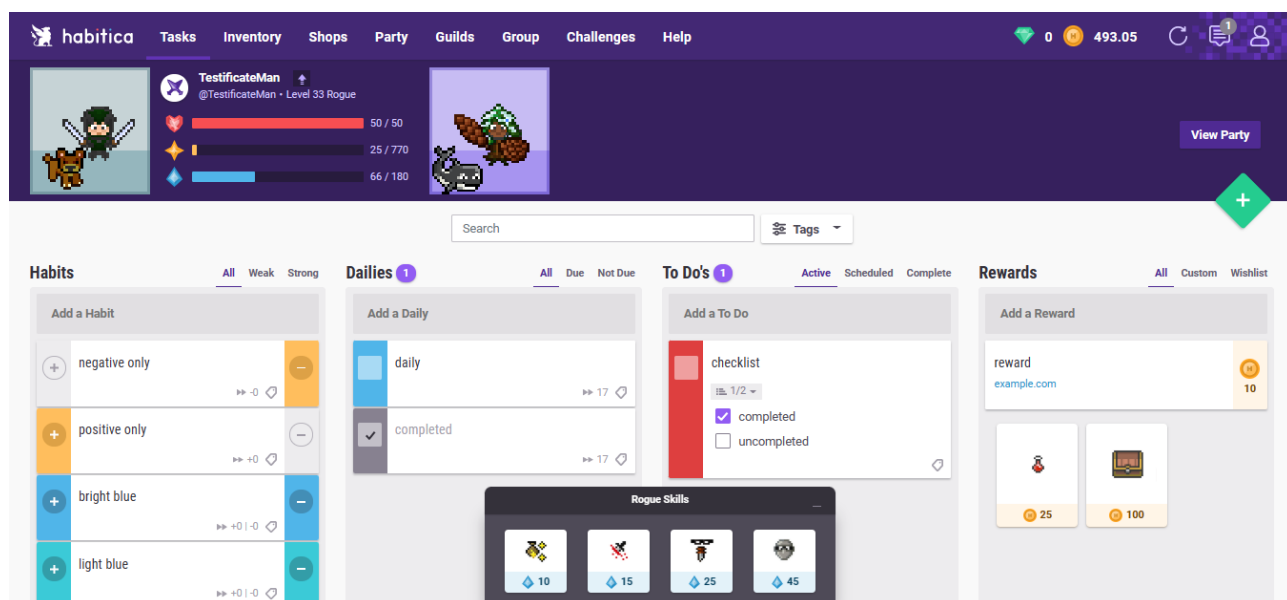 habitica Tasks Inventory Shops Party Guilds Group Challenges Help 0 493.05 1
TestificateMan
@TestificateMan • Level 33 Rogue
50 / 50
25 / 770
66 / 180
View Party
Search
Tags
Habits All Weak Strong
Add a Habit
negative only
-0
positive only
+0
bright blue
+0 | -0
light blue
+0 | -0
Dailies 1 All Due Not Due
Add a Daily
daily
17
completed
17
To Do's 1 Active Scheduled Complete
Add a To Do
checklist
1/2
completed
uncompleted
Rewards All Custom Wishlist
Add a Reward
reward
example.com
10
25 100
Rogue Skills
10 15 25 45